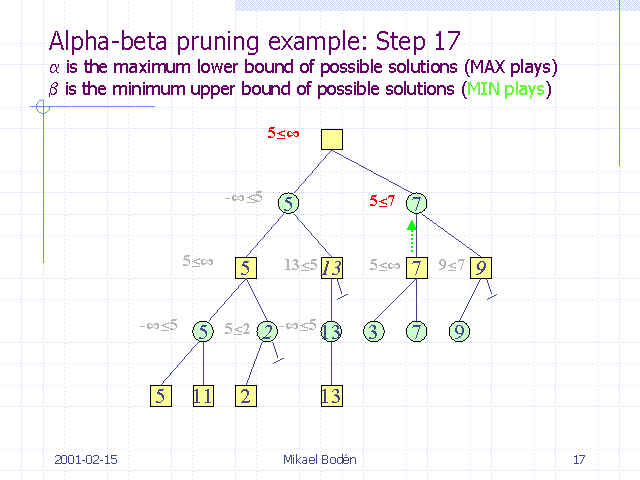 Alpha-beta pruning example: Step 17
α is the maximum lower bound of possible solutions (MAX plays)
β is the minimum upper bound of possible solutions (MIN plays)
5≤∞
-∞≤5 5 5≤7 7
5≤∞ 5 13≤5 13 5≤∞ 7 9≤7 9
-∞≤5 5 5≤2 2 -∞≤5 13 3 7 9
5 11 2 13
2001-02-15 Mikael Bodén 17